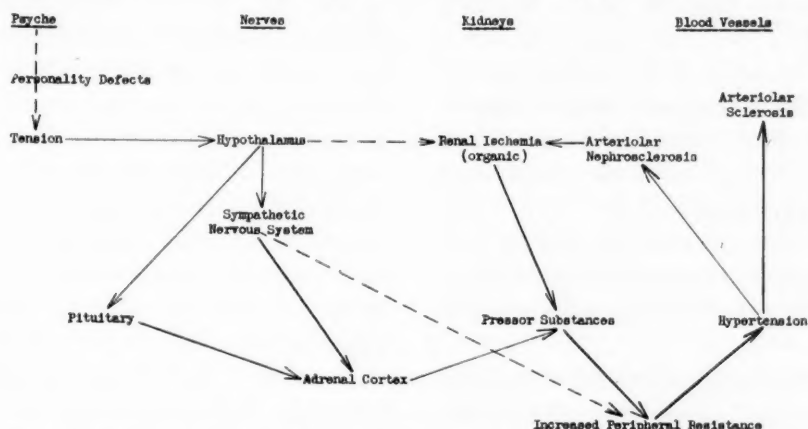 Psyche
Nerves
Kidneys
Blood Vessels
Personality Defects
Arteriolar
Sclerosis
Tension
Hypothalamus
Renal Ischemia
(organic)
Arteriolar
Nephrosclerosis
Sympathetic
Nervous System
Pituitary
Pressor Substances
Hypertension
Adrenal Cortex
Increased Peripheral Resistance